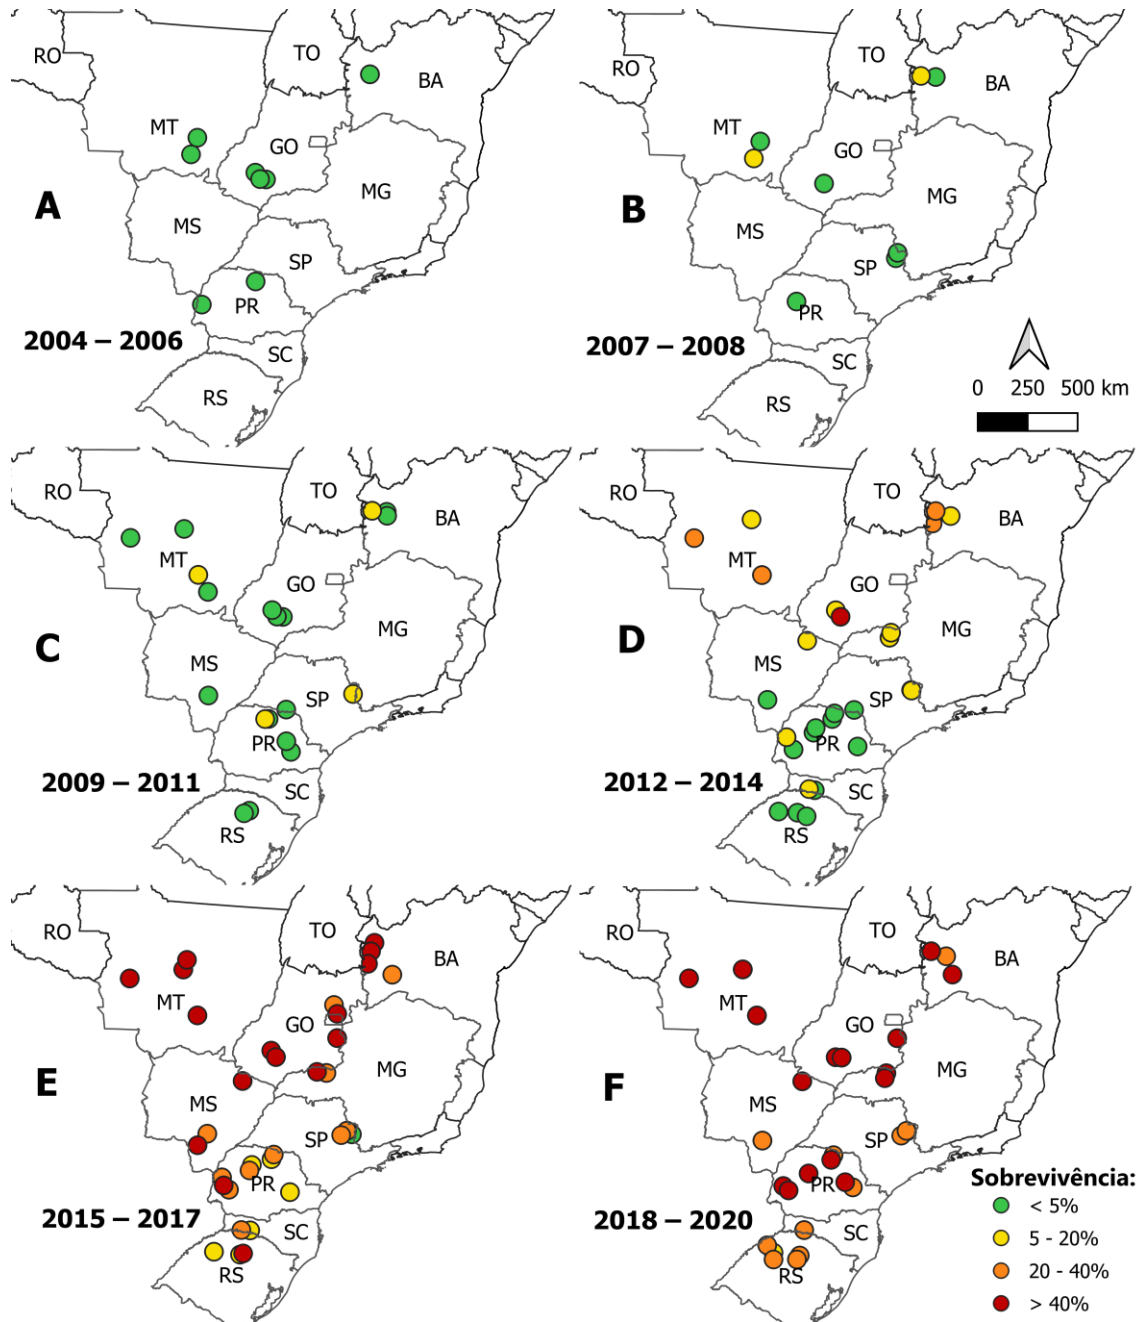 RO
TO
BA
MT
GO
MG
A
MS
SP
PR
2004 – 2006
SC
RS
RO
TO
BA
MT
GO
MG
B
MS
SP
PR
2007 – 2008
SC
RS
0 250 500 km
RO
TO
BA
MT
GO
MG
C
MS
SP
PR
2009 – 2011
SC
RS
RO
TO
BA
MT
GO
MG
D
MS
SP
PR
2012 – 2014
SC
RS
RO
TO
BA
MT
GO
MG
E
MS
SP
PR
2015 – 2017
SC
RS
RO
TO
BA
MT
GO
MG
F
MS
SP
PR
2018 – 2020
SC
RS
Sobrevivência:
< 5%
5 - 20%
20 - 40%
> 40%